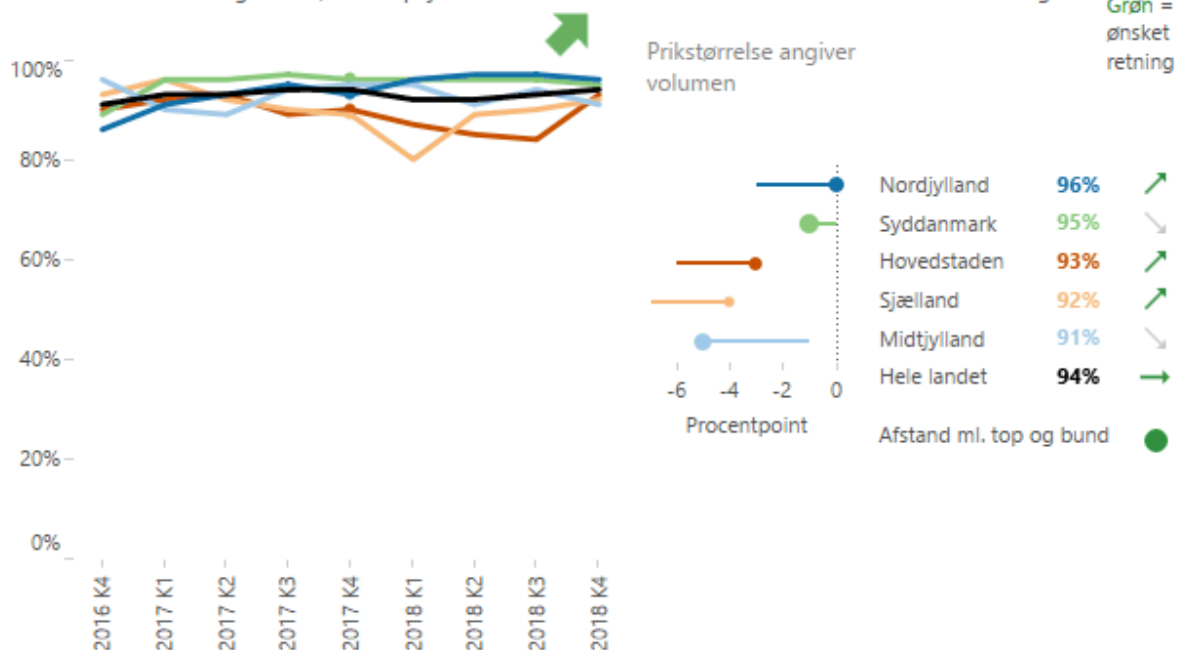 Grøn =
ønsket
retning
Prikstørrelse angiver
volumen
100%
80%
60%
40%
20%
0%
2016 K4
2017 K1
2017 K2
2017 K3
2017 K4
2018 K1
2018 K2
2018 K3
2018 K4
Nordjylland 96%
Syddanmark 95%
Hovedstaden 93%
Sjælland 92%
Midtjylland 91%
Hele landet 94%
-6 -4 -2 0
Procentpoint
Afstand ml. top og bund